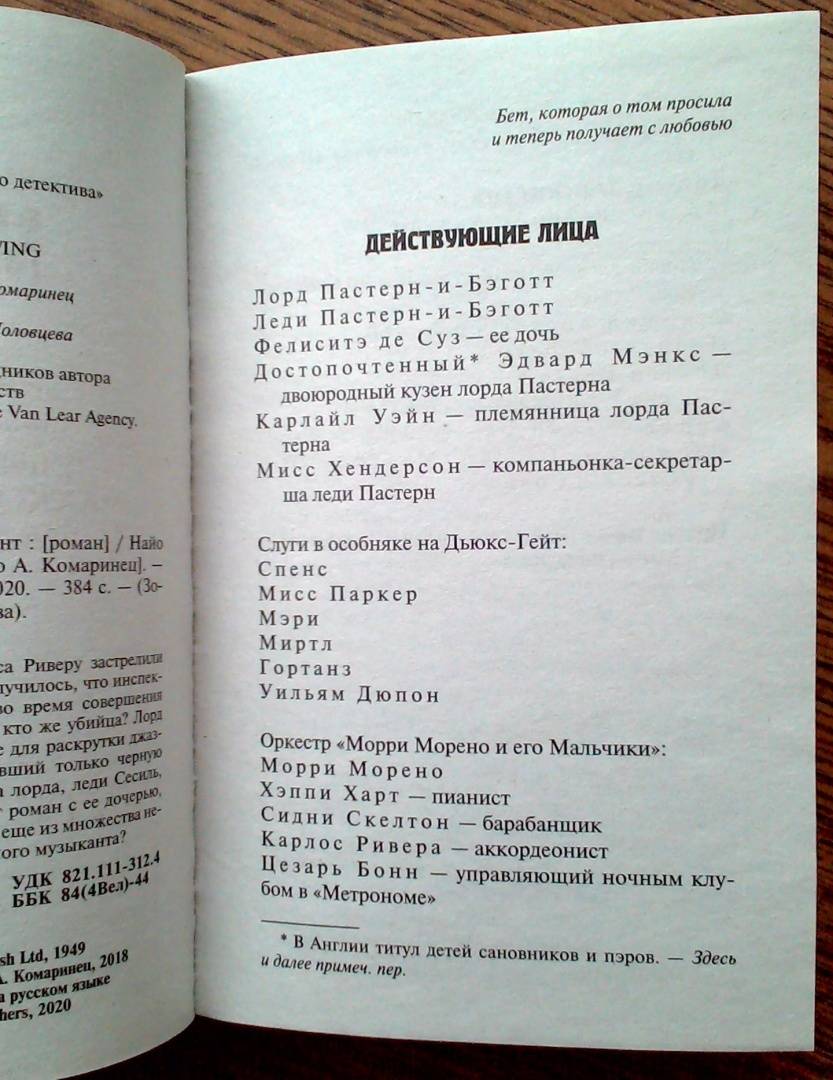 о детектива»
WING
омаринец
оловцева
дников автора
ств
Van Lear Agency.
нт : [роман] / Найо
А. Комаринец]. –
020. — 384 с. – (Зо-
ва).
са Риверу застрелили
лучилось, что инспек-
во время совершения
кто же убийца? Лорд
е для раскрутки джаз-
вший только черную
а лорда, леди Сесиль,
роман с ее дочерью,
еще из множества не-
ого музыканта?
УДК 821.111-312.4
ББК 84(4Вел)-44
sh Ltd, 1949
А. Комаринец, 2018
а русском языке
hers, 2020
Бет, которая о том просила
и теперь получает с любовью
ДЕЙСТВУЮЩИЕ ЛИЦА
Лорд Пастерн-и-Бэготт
Леди Пастерн-и-Бэготт
Фелиситэ де Суз — ее дочь
Достопочтенный* Эдвард Мэнкс —
двоюродный кузен лорда Пастерна
Карлайл Уэйн — племянница лорда Пас-
терна
Мисс Хендерсон — компаньонка-секретар-
ша леди Пастерн
Слуги в особняке на Дьюкс-Гейт:
Спенс
Мисс Паркер
Мэри
Миртл
Гортанз
Уильям Дюпон
Оркестр «Морри Морено и его Мальчики»:
Морри Морено
Хэппи Харт — пианист
Сидни Скелтон — барабанщик
Карлос Ривера — аккордеонист
Цезарь Бонн — управляющий ночным клу-
бом в «Метрономе»
* В Англии титул детей сановников и пэров. — Здесь
и далее примеч. пер.